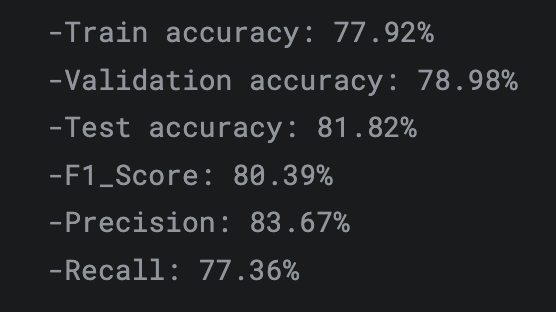 -Train accuracy: 77.92%
-Validation accuracy: 78.98%
-Test accuracy: 81.82%
-F1_Score: 80.39%
-Precision: 83.67%
-Recall: 77.36%